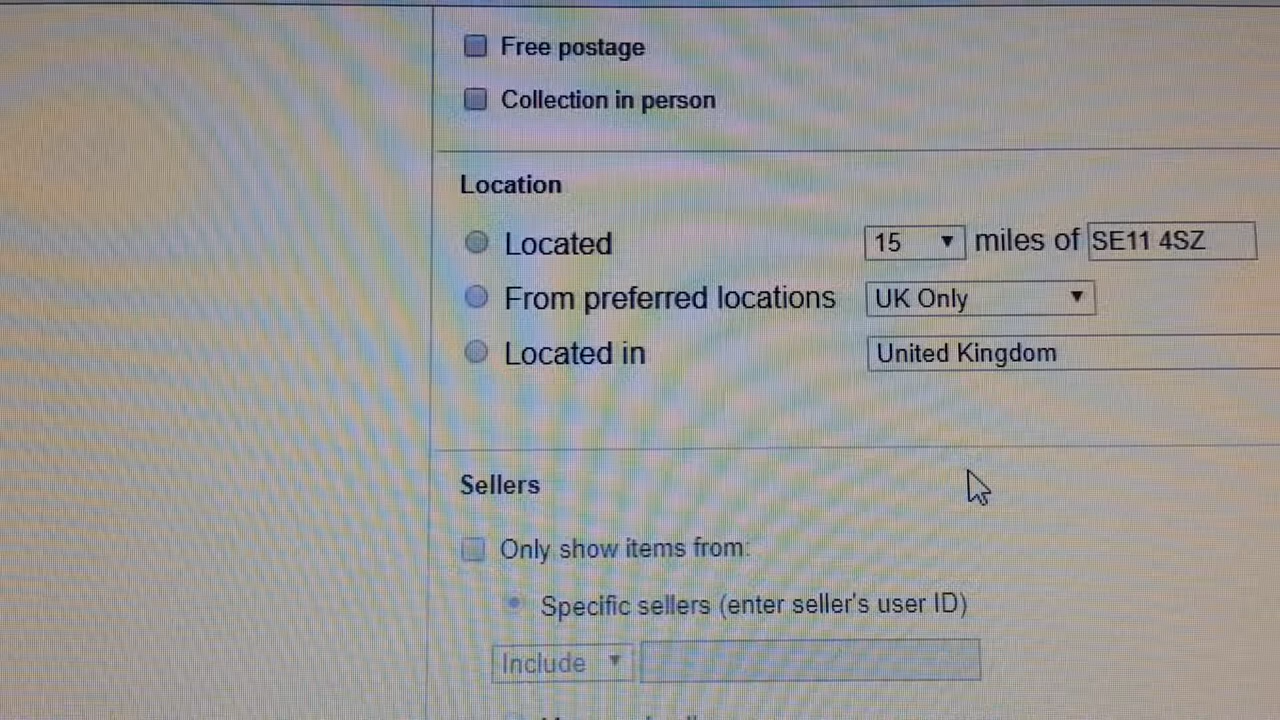 Free postage
Collection in person
Location
Located 15 miles of SE11 4SZ
From preferred locations UK Only
Located in United Kingdom
Sellers
Only show items from:
Specific sellers (enter seller's user ID)
Include